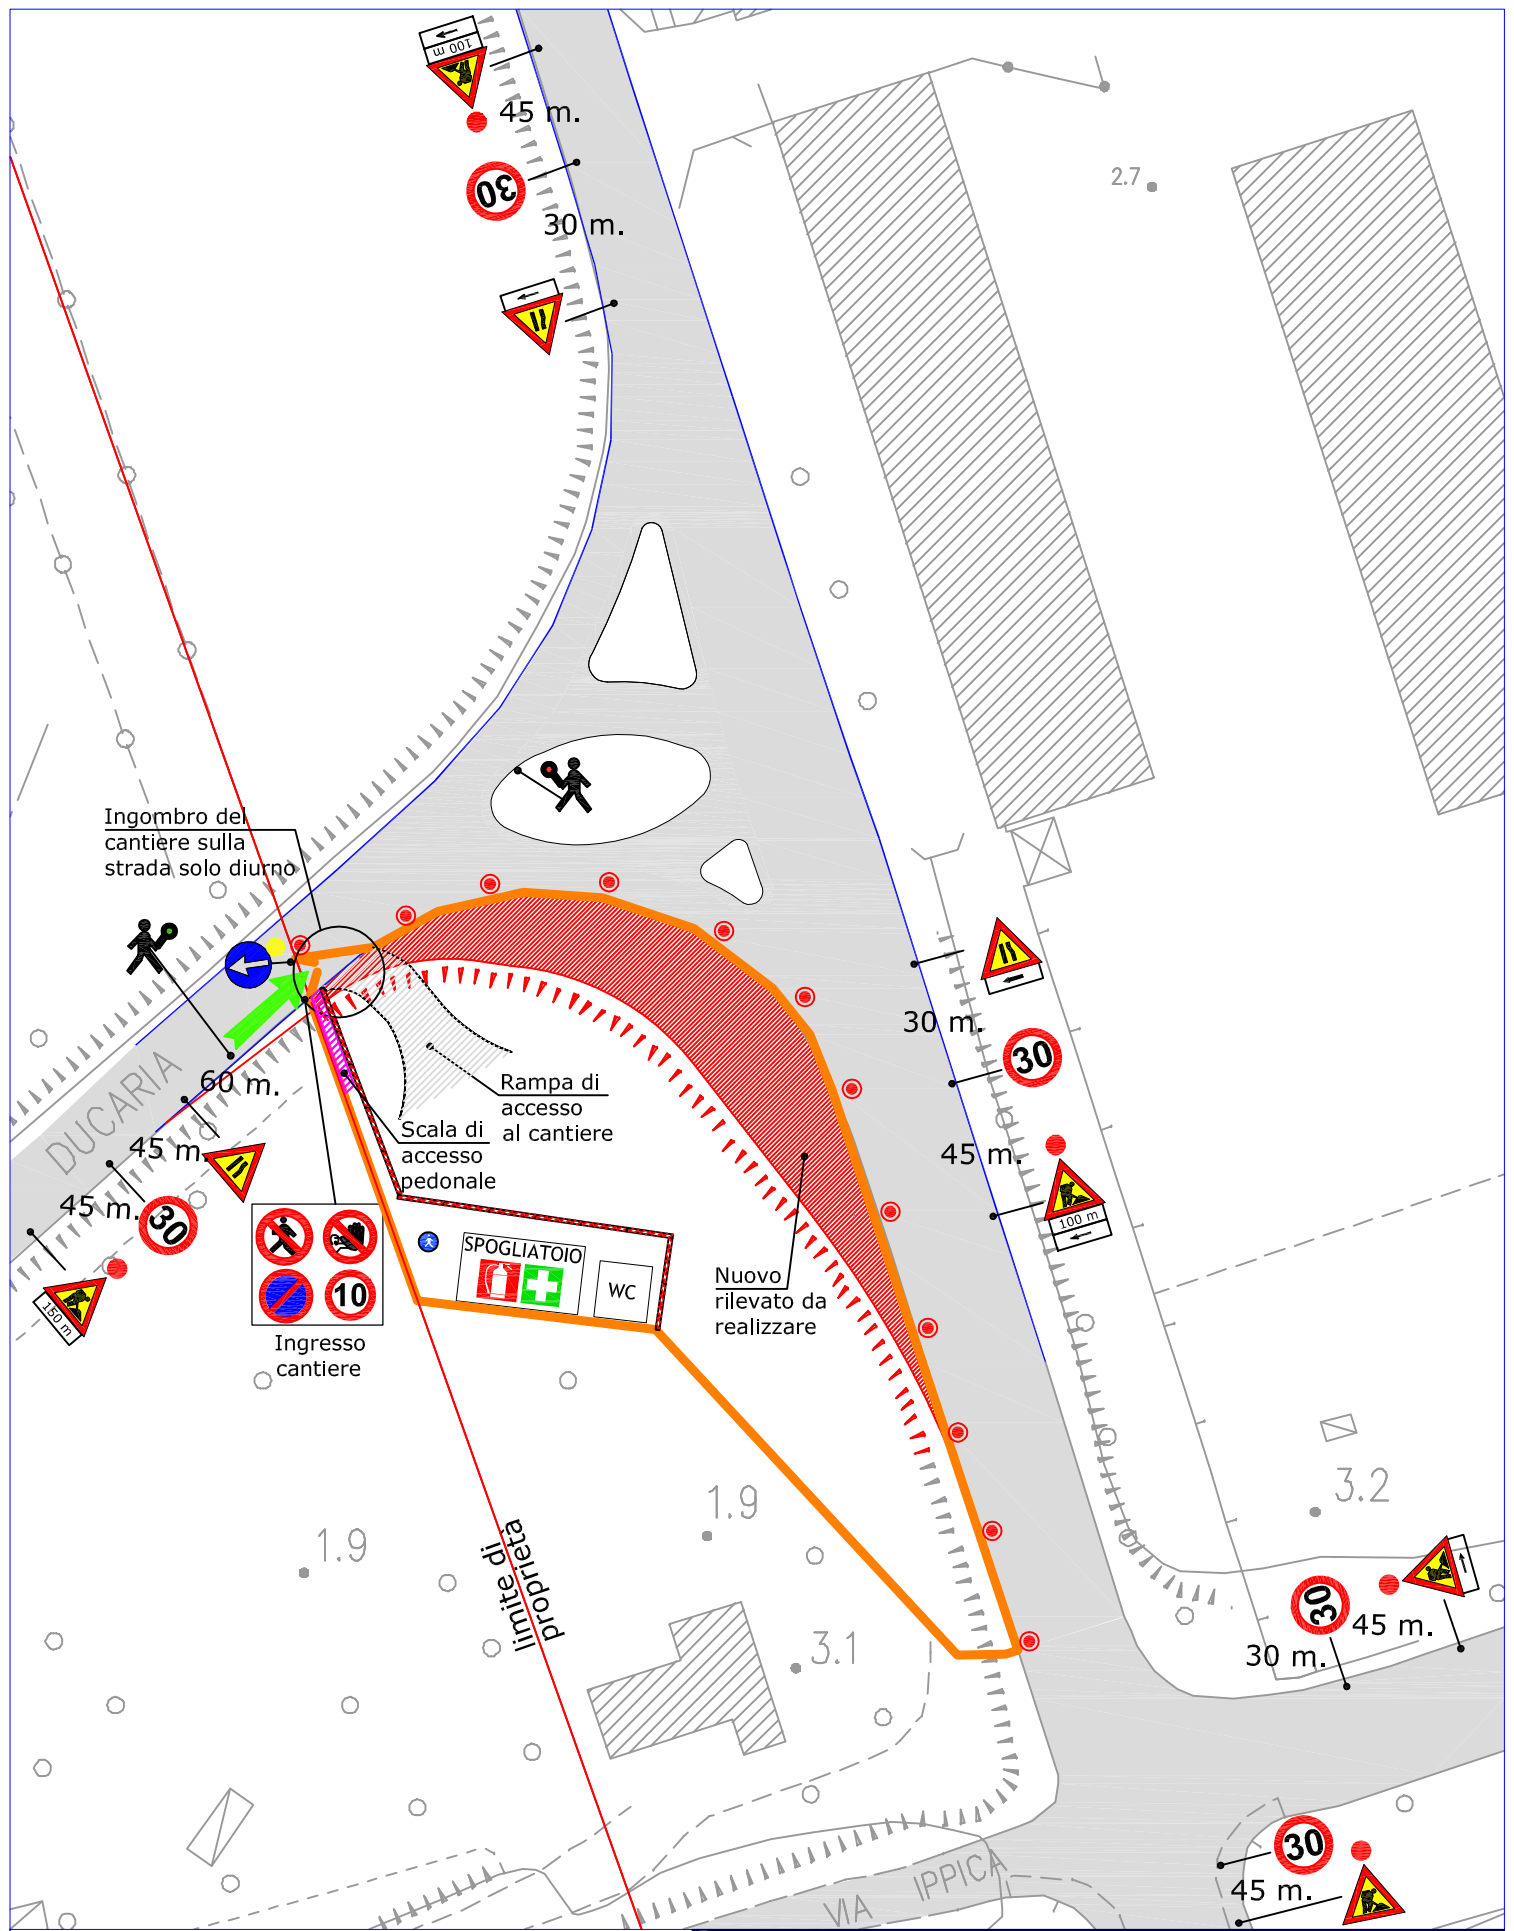 100 m
45 m.
30
30 m.
2.7
Ingombro del
cantiere sulla
strada solo diurno
30 m.
30
45 m.
100 m
60 m.
DUCARIA
45 m.
45 m.
30
150 m
Rampa di
accesso
al cantiere
Scala di
accesso
pedonale
SPOGLIATOIO
WC
10
Ingresso
cantiere
Nuovo
rilevato da
realizzare
1.9
1.9
3.2
limite di
proprietà
3.1
30
45 m.
30 m.
30
45 m.
VIA IPPICA